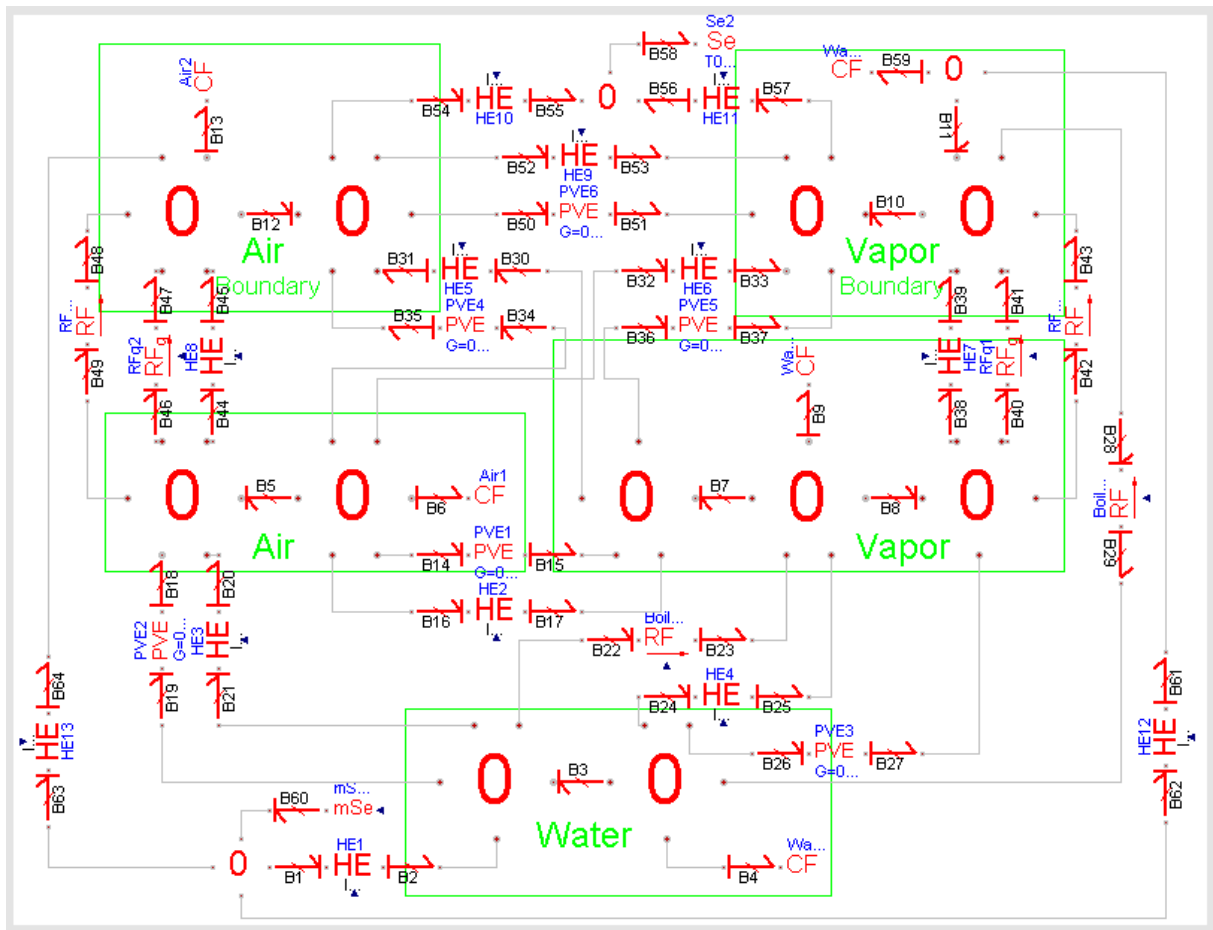 Se2
B58
Se
T0...
Air2
CF
B13
B54
I...
HE
HE10
B55
0
B56
I...
HE
HE11
B57
Wa...
CF
B59
0
B11
B52
I...
HE
HE9
B53
0
B12
0
B50
PVE6
PVE
G=0...
B51
0
B10
0
Air
Boundary
Vapor
Boundary
B31
I...
HE
HE5
B30
B32
I...
HE
HE6
B33
B35
PVE4
PVE
G=0...
B34
B36
PVE5
PVE
G=0...
B37
B48
RF...
RF
B49
B47
RFq2
RFq
B46
B45
HE8
HE
I...
B44
Wa...
CF
B9
B39
I...
HE
HE7
B38
B41
RFq1
RFq
B40
B43
RF...
RF
B42
B28
Boil...
RF
B29
0
B5
0
B6
Air1
CF
0
B7
0
B8
0
Air
Vapor
B14
PVE1
PVE
G=0...
B15
B16
HE2
HE
I...
B17
B18
PVE2
PVE
G=0...
B19
B20
HE3
HE
I...
B21
B22
Boil...
RF
B23
B24
HE4
HE
I...
B25
B26
PVE3
PVE
G=0...
B27
B64
I...
HE
HE13
B63
B61
HE12
HE
I...
B62
0
B3
0
Water
B60
mS...
mSe
0
B1
HE1
HE
I...
B2
B4
Wa...
CF